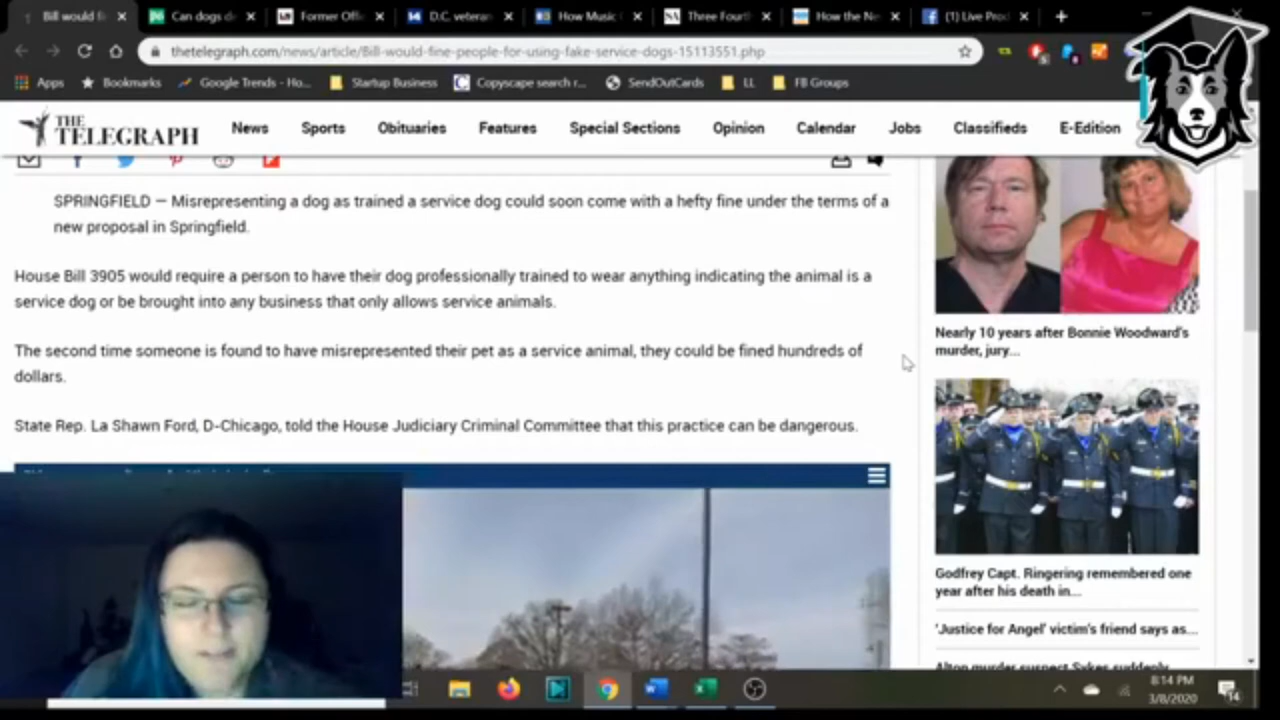 Bill would fi
Can dogs d
Former Offi
D.C. vetera
How Music
Three Fourt
How the Ne
(1) Live Prod
thetelegraph.com/news/article/Bill-would-fine-people-for-using-fake-service-dogs-15113551.php
Apps
Bookmarks
Google Trends - Ho...
Startup Business
Copyscape search r...
SendOutCards
LL
FB Groups
THE
TELEGRAPH
News
Sports
Obituaries
Features
Special Sections
Opinion
Calendar
Jobs
Classifieds
E-Edition
SPRINGFIELD — Misrepresenting a dog as trained a service dog could soon come with a hefty fine under the terms of a
new proposal in Springfield.
House Bill 3905 would require a person to have their dog professionally trained to wear anything indicating the animal is a
service dog or be brought into any business that only allows service animals.
The second time someone is found to have misrepresented their pet as a service animal, they could be fined hundreds of
dollars.
State Rep. La Shawn Ford, D-Chicago, told the House Judiciary Criminal Committee that this practice can be dangerous.
Nearly 10 years after Bonnie Woodward's
murder, jury...
Godfrey Capt. Ringering remembered one
year after his death in...
'Justice for Angel' victim's friend says as...
Alton murder suspect Sykes suddenly
8:14 PM
3/8/2020
14